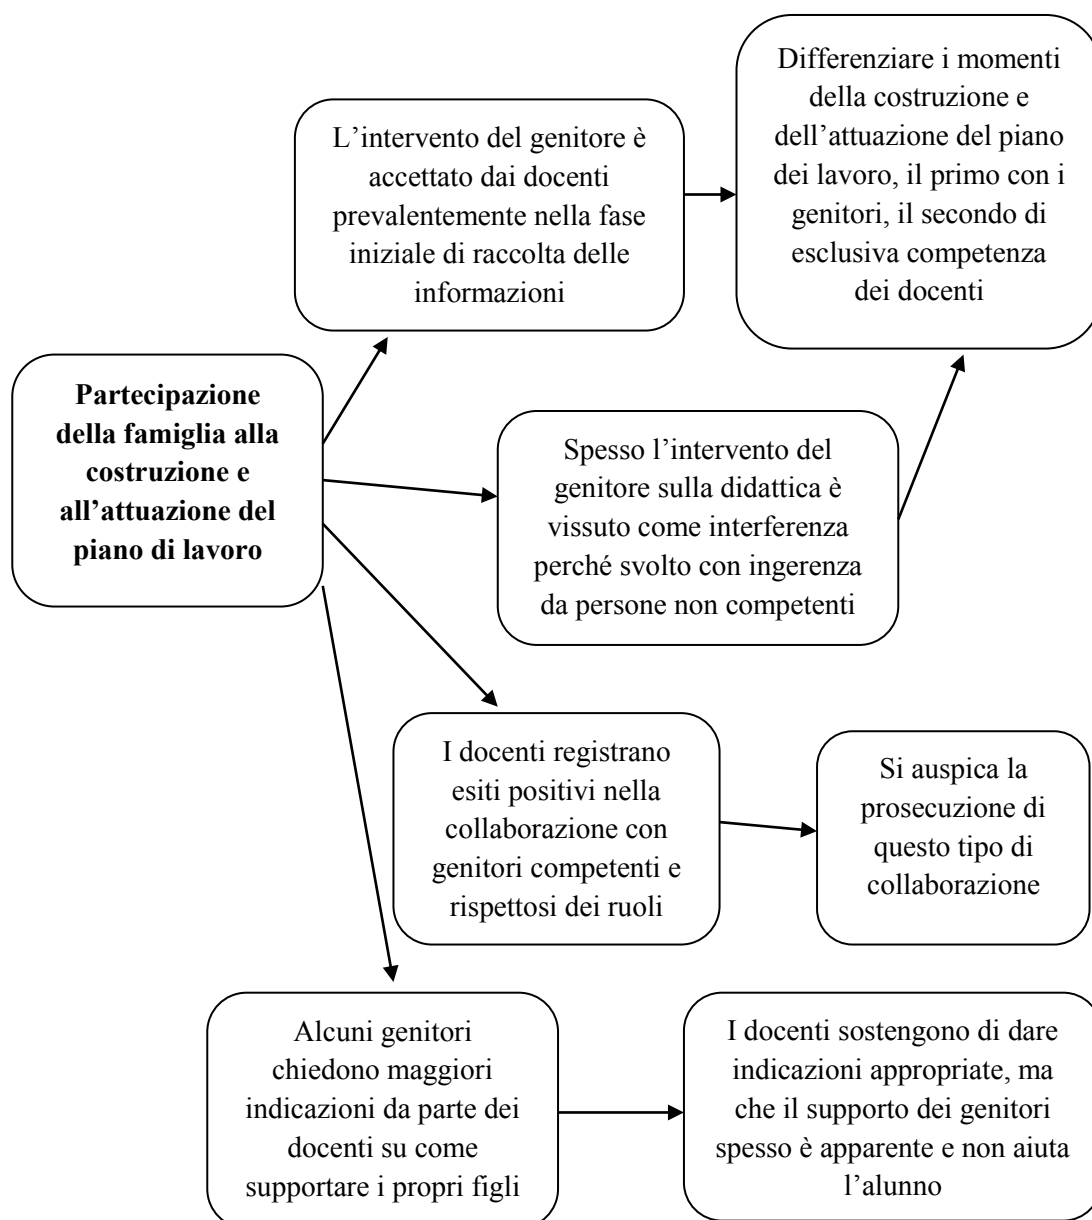 Differenziare i momenti
della costruzione e
dell’attuazione del piano
dei lavoro, il primo con i
genitori, il secondo di
esclusiva competenza
dei docenti
L’intervento del genitore è
accettato dai docenti
prevalentemente nella fase
iniziale di raccolta delle
informazioni
Partecipazione
della famiglia alla
costruzione e
all’attuazione del
piano di lavoro
Spesso l’intervento del
genitore sulla didattica è
vissuto come interferenza
perché svolto con ingerenza
da persone non competenti
I docenti registrano
esiti positivi nella
collaborazione con
genitori competenti e
rispettosi dei ruoli
Si auspica la
prosecuzione di
questo tipo di
collaborazione
Alcuni genitori
chiedono maggiori
indicazioni da parte dei
docenti su come
supportare i propri figli
I docenti sostengono di dare
indicazioni appropriate, ma
che il supporto dei genitori
spesso è apparente e non aiuta
l’alunno